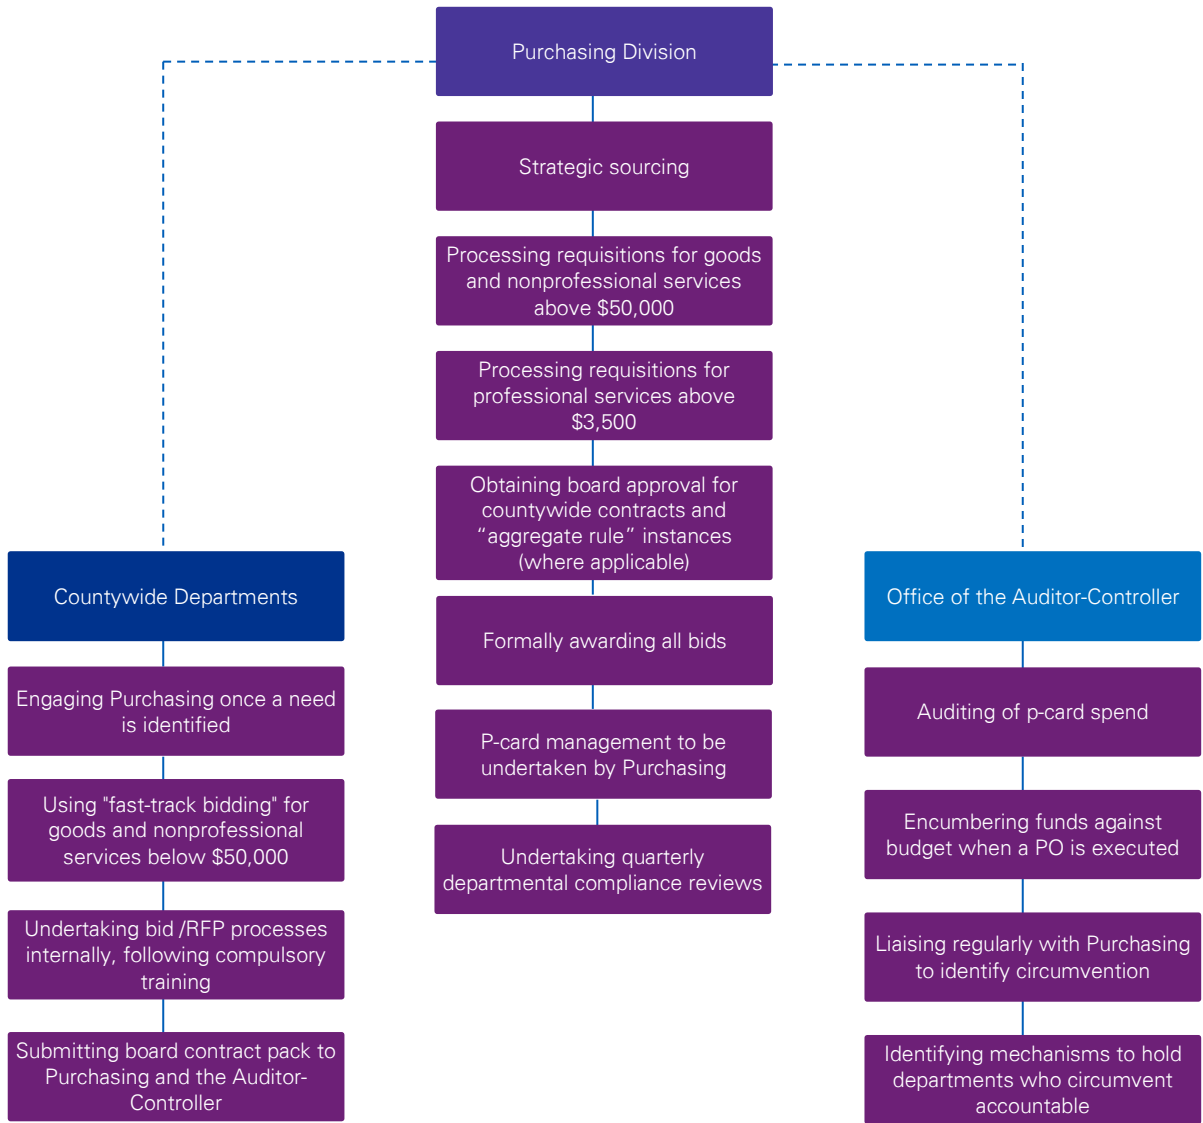 Purchasing Division
Strategic sourcing
Processing requisitions for goods
and nonprofessional services
above $50,000
Processing requisitions for
professional services above
$3,500
Obtaining board approval for
countywide contracts and
“aggregate rule” instances
(where applicable)
Formally awarding all bids
P-card management to be
undertaken by Purchasing
Undertaking quarterly
departmental compliance reviews
Countywide Departments
Engaging Purchasing once a need
is identified
Using "fast-track bidding" for
goods and nonprofessional
services below $50,000
Undertaking bid /RFP processes
internally, following compulsory
training
Submitting board contract pack to
Purchasing and the Auditor-
Controller
Office of the Auditor-Controller
Auditing of p-card spend
Encumbering funds against
budget when a PO is executed
Liaising regularly with Purchasing
to identify circumvention
Identifying mechanisms to hold
departments who circumvent
accountable